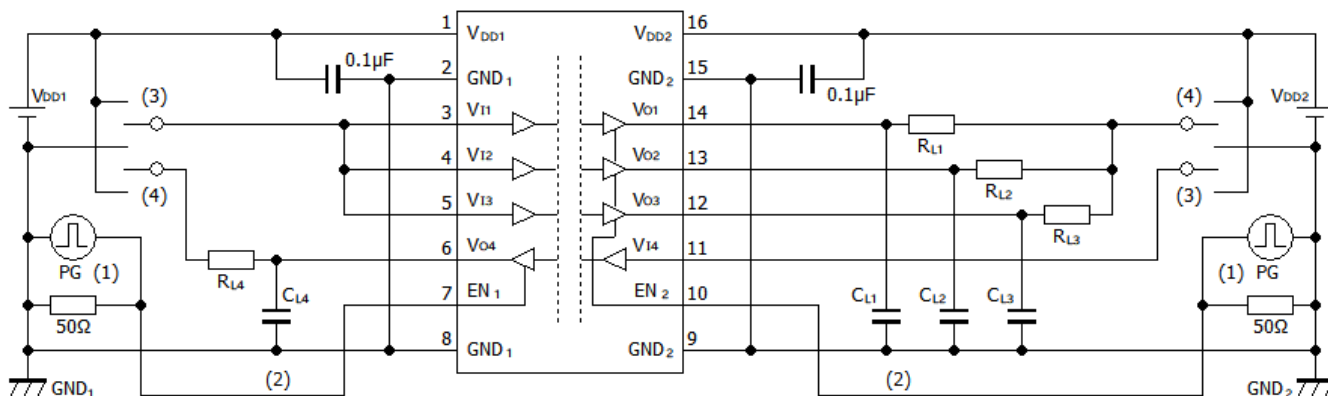 1 VDD1 VDD2 16
0.1μF
2 GND1 GND2 15
0.1μF
VDD1 (3) (4) VDD2
3 VI1 VO1 14
RL1
4 VI2 VO2 13
(4) RL2 (3)
5 VI3 VO3 12
RL3
6 VO4 VI4 11
PG (1) RL4 (1) PG
CL4 CL1 CL2 CL3
7 EN1 EN2 10
50Ω 50Ω
8 GND1 GND2 9
GND1 (2) (2) GND2